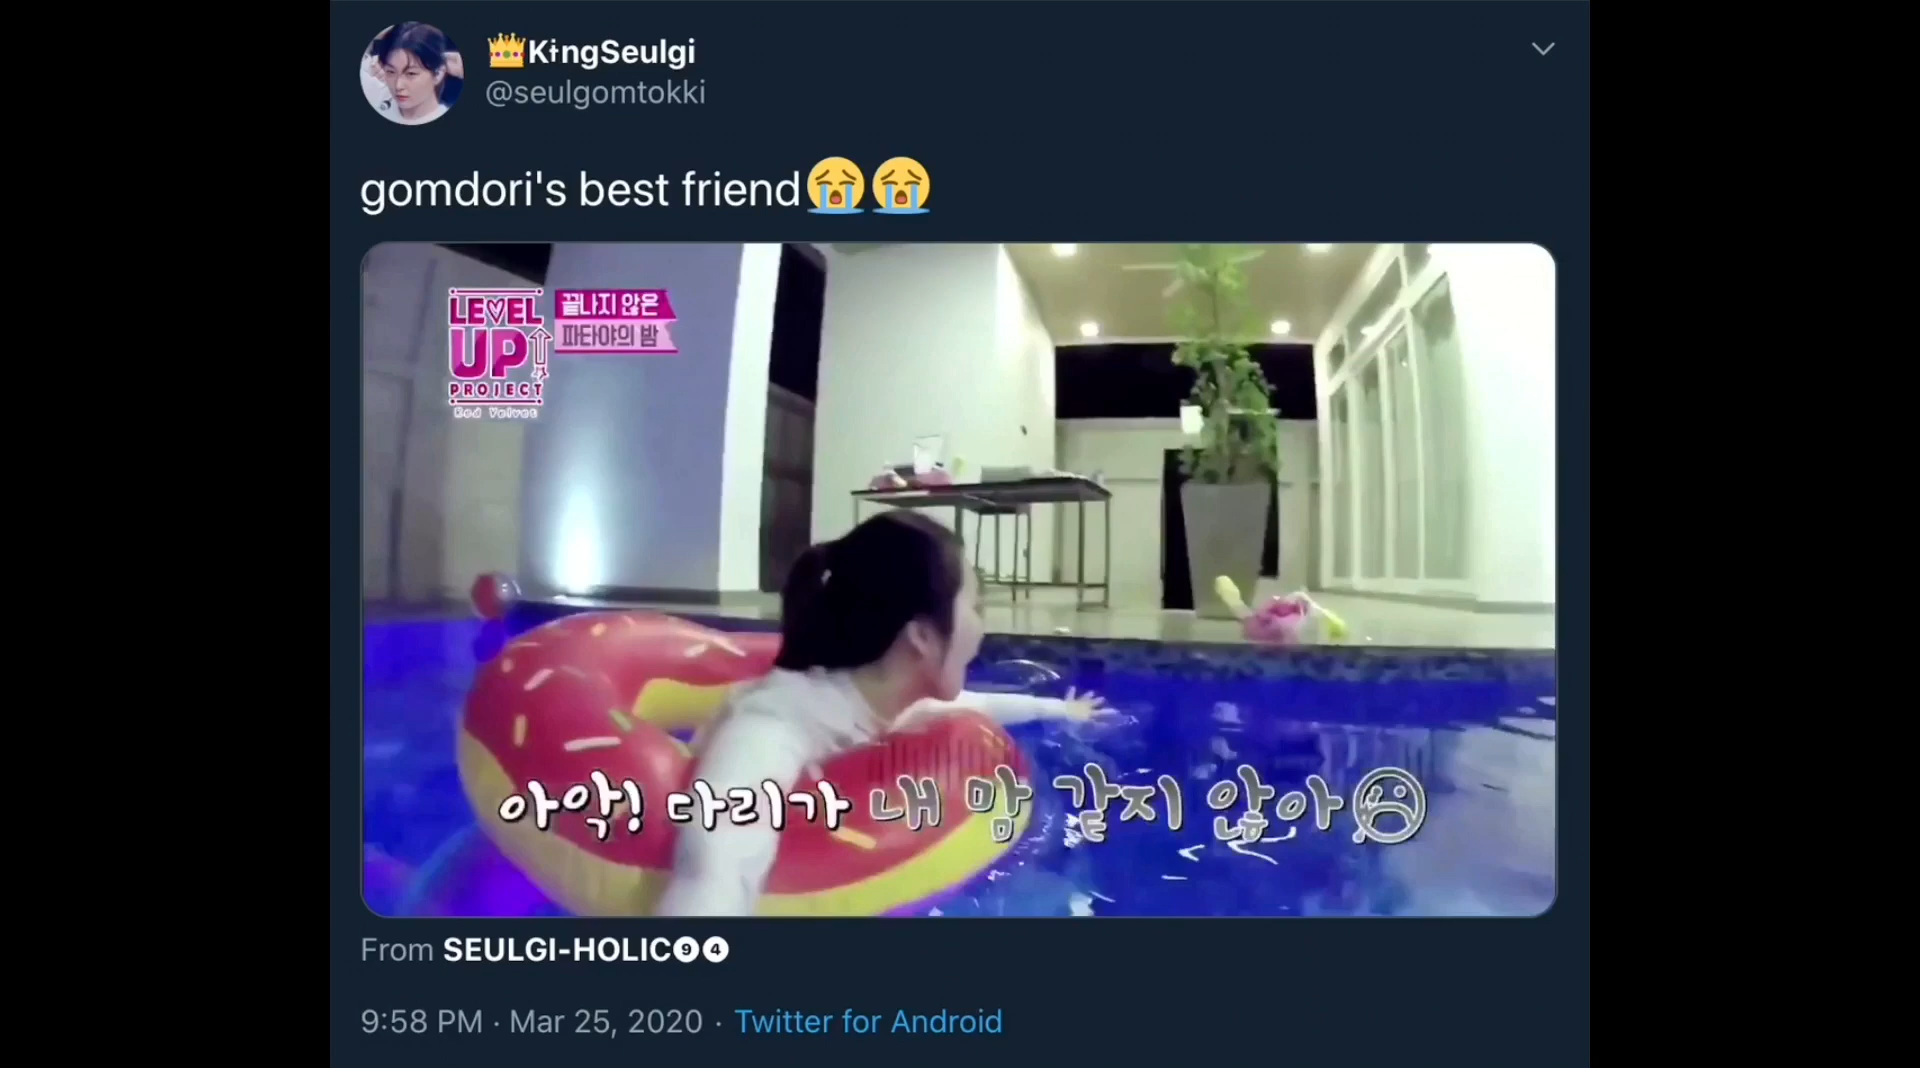 👑KɨngSeulgi
@seulgomtokki
gomdori's best friend😭😭
LEVEL
UP
PROJECT
Red Velvet
끝나지 않은
파타야의 밤
아악! 다리가 내 맘 같지 않아
From SEULGI-HOLIC❾❹
9:58 PM · Mar 25, 2020 · Twitter for Android